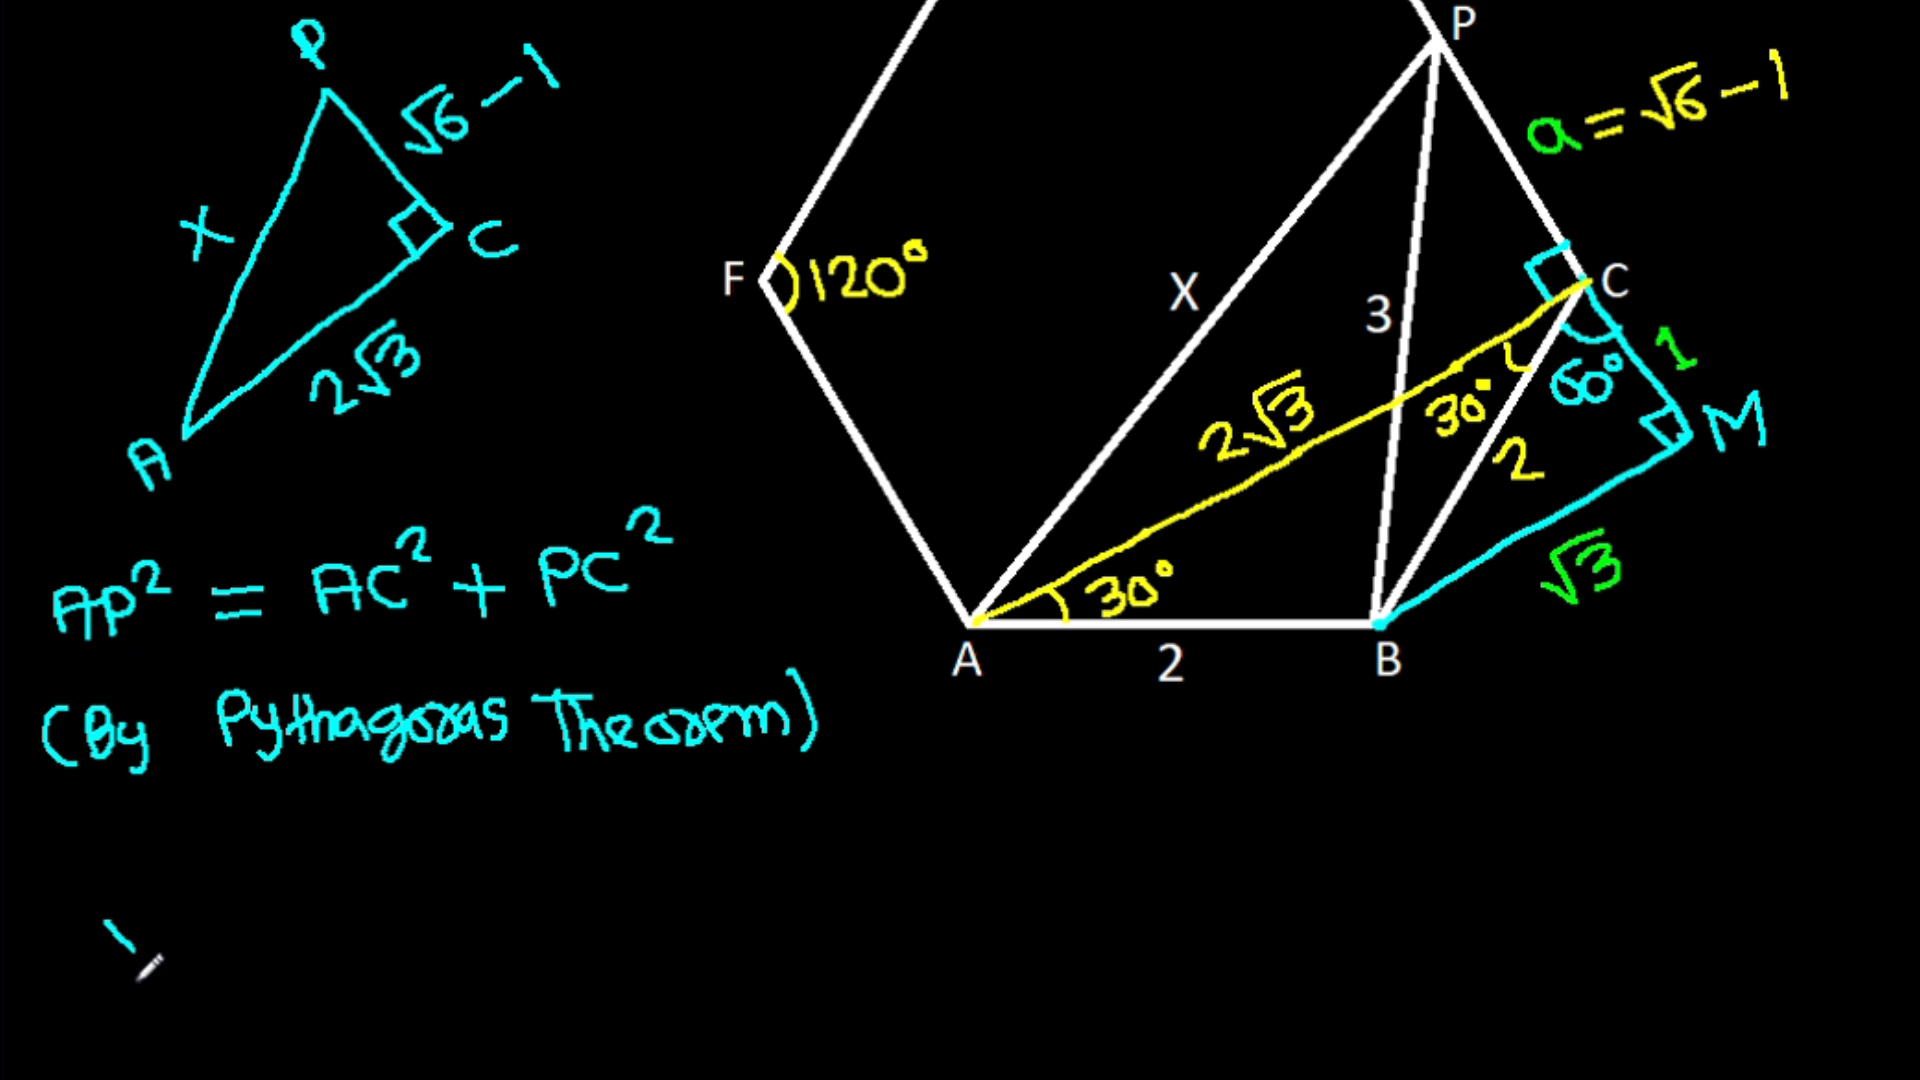 P
√6 - 1
X
C
2√3
A
AP² = AC² + PC²
(By Pythagoras Theorem)
P
a = √6 - 1
F 120°
X
3
C
1
2√3
30°
60°
M
2
√3
30°
A
2
B